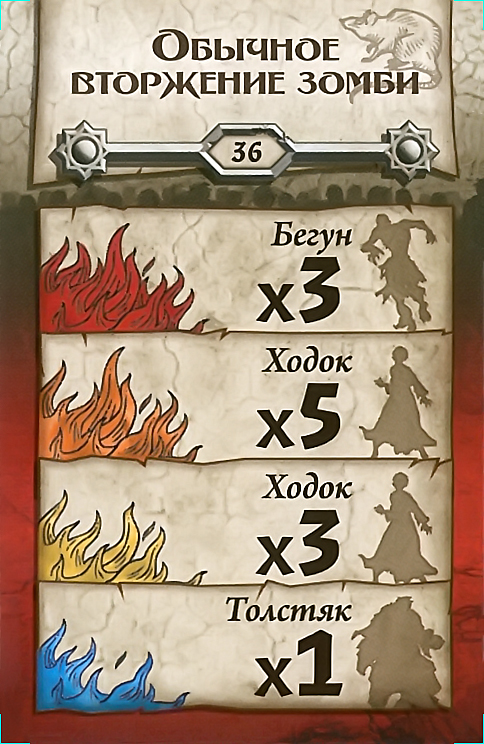 Обычное
вторжение зомби
36
Бегун
x3
Ходок
x5
Ходок
x3
Толстяк
x1